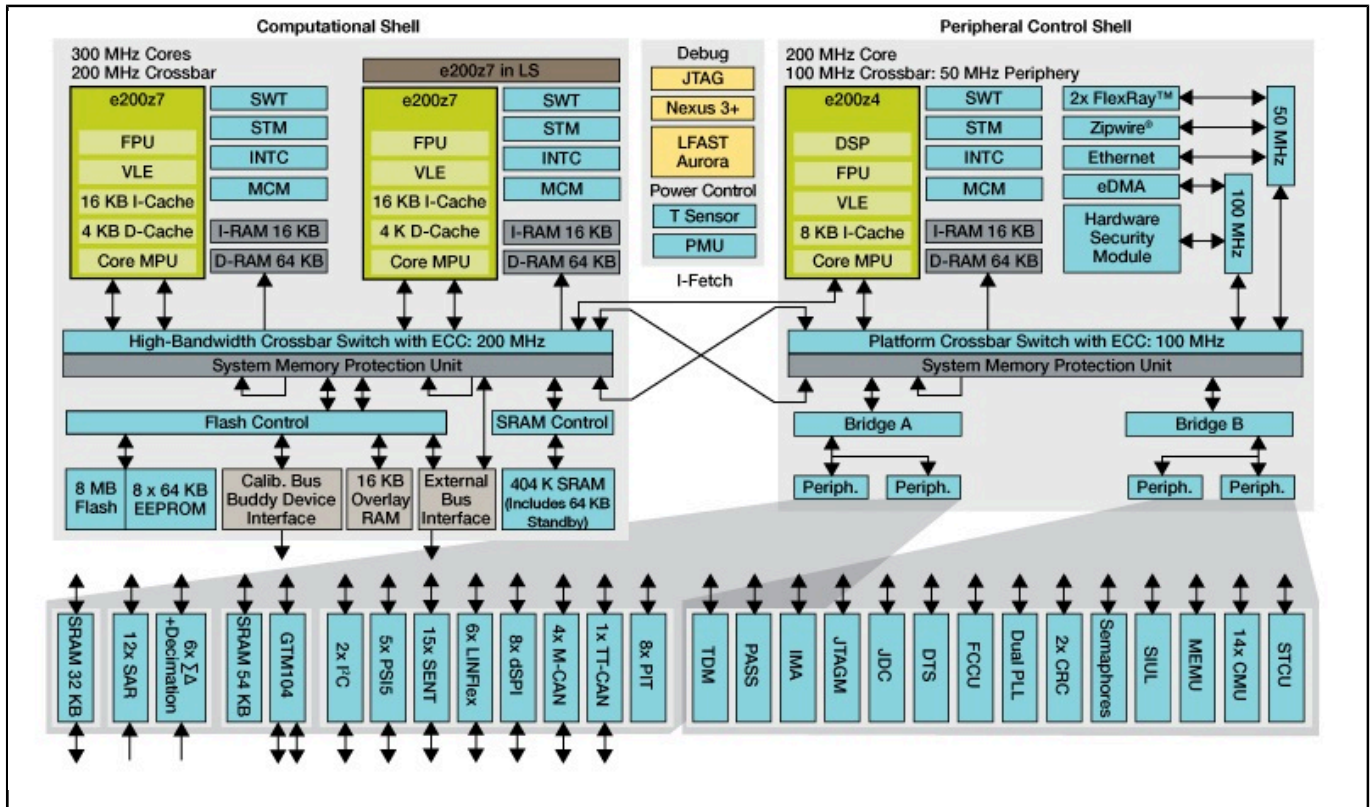 Computational Shell
300 MHz Cores
200 MHz Crossbar
e200z7
FPU
VLE
16 KB I-Cache
4 KB D-Cache
Core MPU
SWT
STM
INTC
MCM
I-RAM 16 KB
D-RAM 64 KB
e200z7 in LS
e200z7
FPU
VLE
16 KB I-Cache
4 K D-Cache
Core MPU
SWT
STM
INTC
MCM
I-RAM 16 KB
D-RAM 64 KB
Debug
JTAG
Nexus 3+
LFAST
Aurora
Power Control
T Sensor
PMU
I-Fetch
Peripheral Control Shell
200 MHz Core
100 MHz Crossbar: 50 MHz Periphery
e200z4
DSP
FPU
VLE
8 KB I-Cache
Core MPU
SWT
STM
INTC
MCM
I-RAM 16 KB
D-RAM 64 KB
2x FlexRay™
Zipwire®
Ethernet
eDMA
Hardware
Security
Module
50 MHz
100 MHz
High-Bandwidth Crossbar Switch with ECC: 200 MHz
System Memory Protection Unit
Platform Crossbar Switch with ECC: 100 MHz
System Memory Protection Unit
Flash Control
SRAM Control
Bridge A
Bridge B
8 MB
Flash
8 x 64 KB
EEPROM
Calib. Bus
Buddy Device
Interface
16 KB
Overlay
RAM
External
Bus
Interface
404 K SRAM
(Includes 64 KB
Standby)
Periph.
Periph.
Periph.
Periph.
SRAM 32 KB
12x SAR
6x ΣΔ
+Decimation
SRAM 54 KB
GTM104
2x I²C
5x PSI5
15x SENT
6x LINFlex
8x dSPI
4x M-CAN
1x TT-CAN
8x PIT
TDM
PASS
IMA
JTAGM
JDC
DTS
FCCU
Dual PLL
2x CRC
Semaphores
SIUL
MEMU
14x CMU
STCU